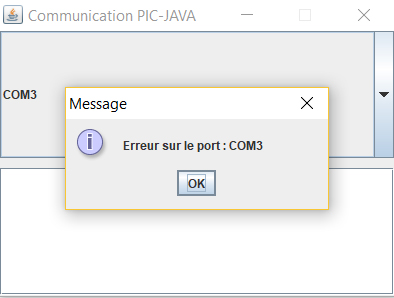 Communication PIC-JAVA
COM3
Message
Erreur sur le port : COM3
OK